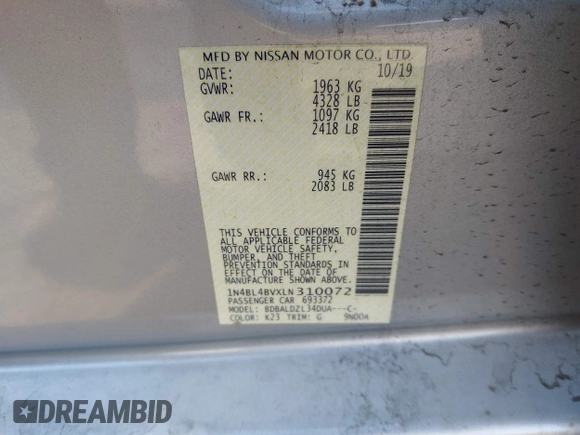 MFD BY NISSAN MOTOR CO., LTD.
DATE: 10/19
GVWR: 1963 KG
4328 LB
GAWR FR.: 1097 KG
2418 LB
GAWR RR.: 945 KG
2083 LB
THIS VEHICLE CONFORMS TO
ALL APPLICABLE FEDERAL
MOTOR VEHICLE SAFETY,
BUMPER, AND THEFT
PREVENTION STANDARDS IN
EFFECT ON THE DATE OF
MFR SHOWN ABOVE.
1N4BL4BVXLN310072
PASSENGER CAR 693372
MODEL: BDBALDZL34DUA---C-
COLOR: K23 TRIM: G 9N00A
DREAMBID